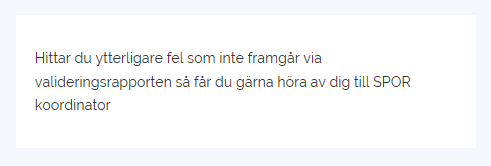 Hittar du ytterligare fel som inte framgår via
valideringsrapporten så får du gärna höra av dig till SPOR
koordinator